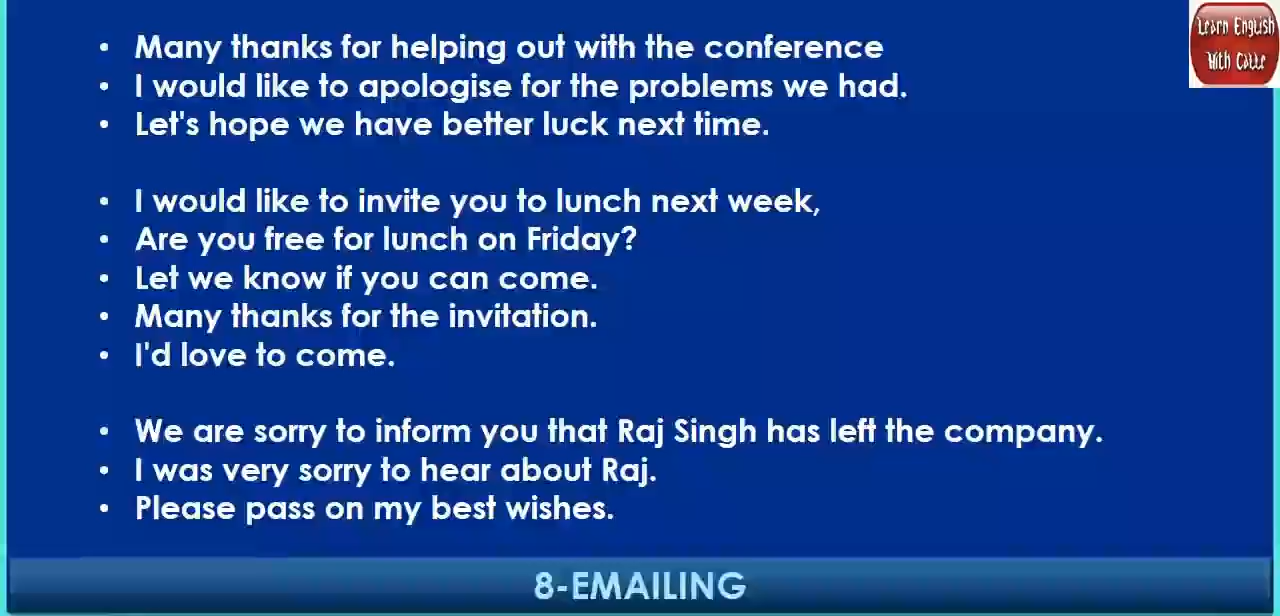 Learn English
With Cattz
• Many thanks for helping out with the conference
• I would like to apologise for the problems we had.
• Let's hope we have better luck next time.
• I would like to invite you to lunch next week,
• Are you free for lunch on Friday?
• Let we know if you can come.
• Many thanks for the invitation.
• I'd love to come.
• We are sorry to inform you that Raj Singh has left the company.
• I was very sorry to hear about Raj.
• Please pass on my best wishes.
8-EMAILING